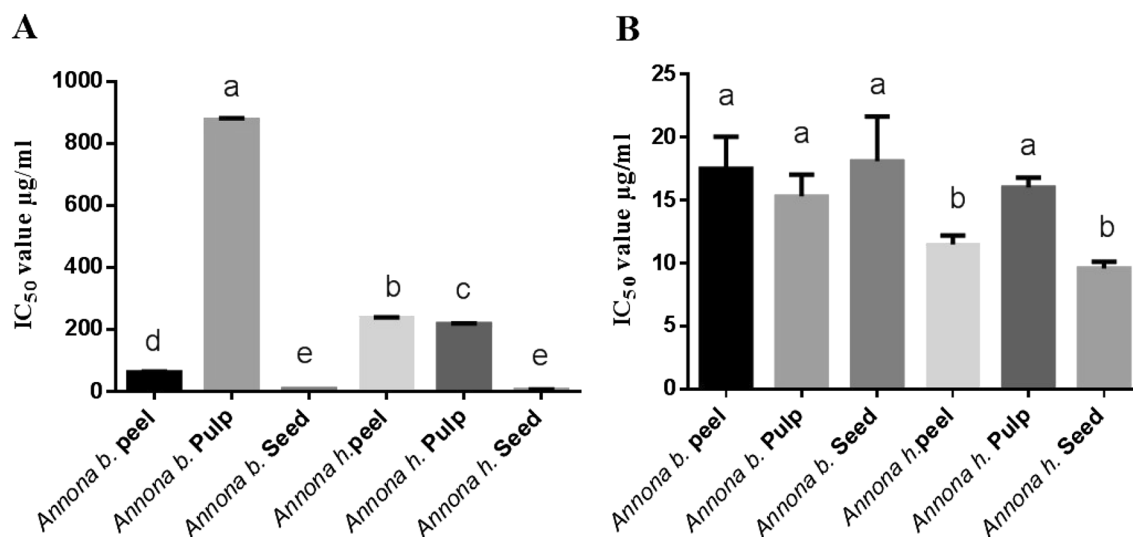 A
IC50 value µg/ml
1000
800
600
400
200
0
d
a
e
b
c
e
Annona b. peel
Annona b. Pulp
Annona b. Seed
Annona h.peel
Annona h. Pulp
Annona h. Seed
B
IC50 value µg/ml
25
20
15
10
5
0
a
a
a
b
a
b
Annona b. peel
Annona b. Pulp
Annona b. Seed
Annona h.peel
Annona h. Pulp
Annona h. Seed